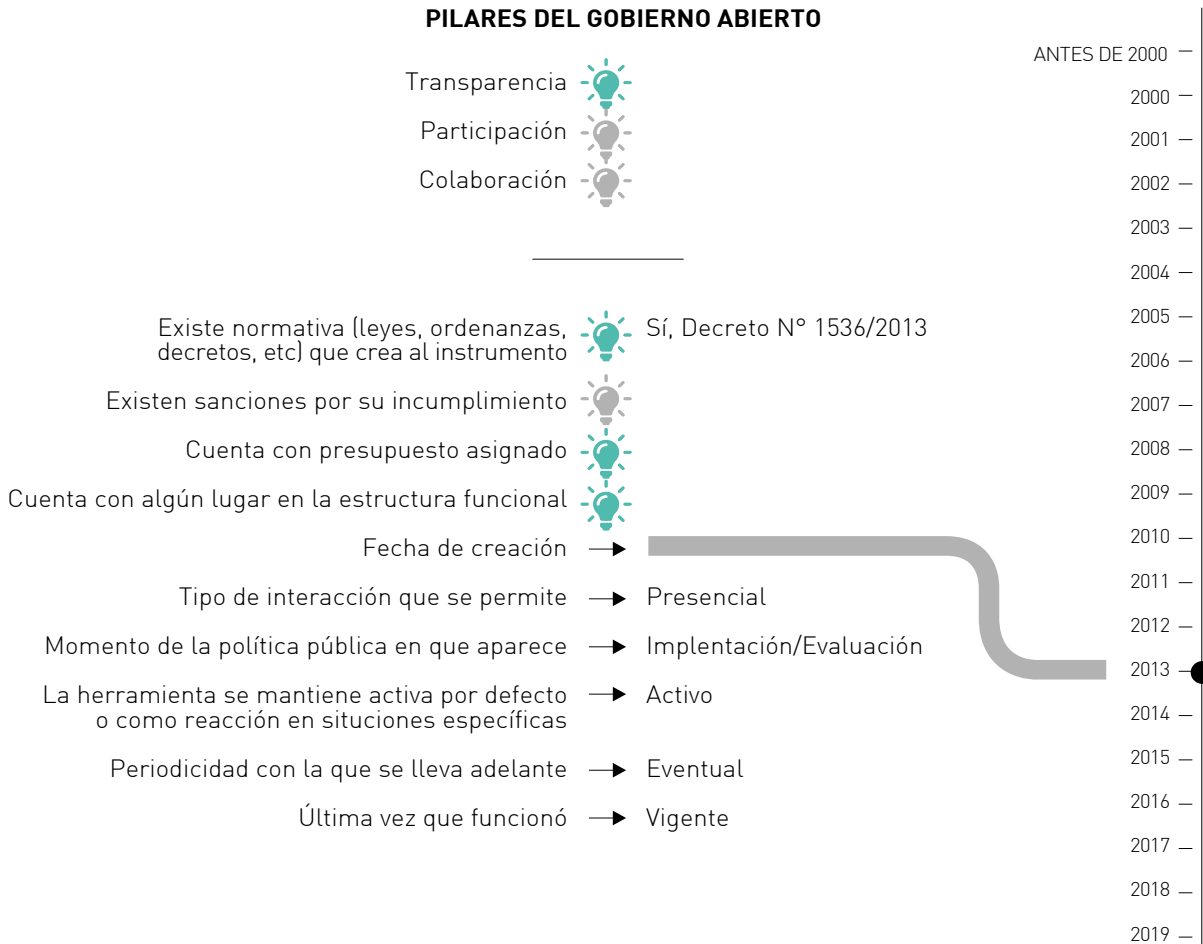 PILARES DEL GOBIERNO ABIERTO
Transparencia
Participación
Colaboración
Existe normativa (leyes, ordenanzas,
decretos, etc) que crea al instrumento
Sí, Decreto N° 1536/2013
Existen sanciones por su incumplimiento
Cuenta con presupuesto asignado
Cuenta con algún lugar en la estructura funcional
Fecha de creación
Tipo de interacción que se permite
Presencial
Momento de la política pública en que aparece
Implentación/Evaluación
La herramienta se mantiene activa por defecto
o como reacción en situciones específicas
Activo
Periodicidad con la que se lleva adelante
Eventual
Última vez que funcionó
Vigente
ANTES DE 2000
2000
2001
2002
2003
2004
2005
2006
2007
2008
2009
2010
2011
2012
2013
2014
2015
2016
2017
2018
2019